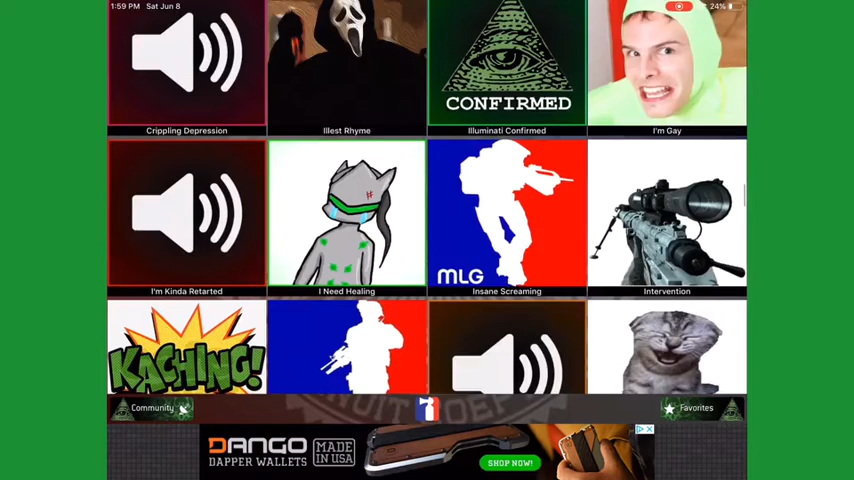 1:59 PM Sat Jun 8
24%
CONFIRMED
Crippling Depression
Illest Rhyme
Illuminati Confirmed
I'm Gay
MLG
I'm Kinda Retarted
I Need Healing
Insane Screaming
Intervention
KACHING!
Community
Favorites
DANGO
DAPPER WALLETS
MADE
IN USA
SHOP NOW!